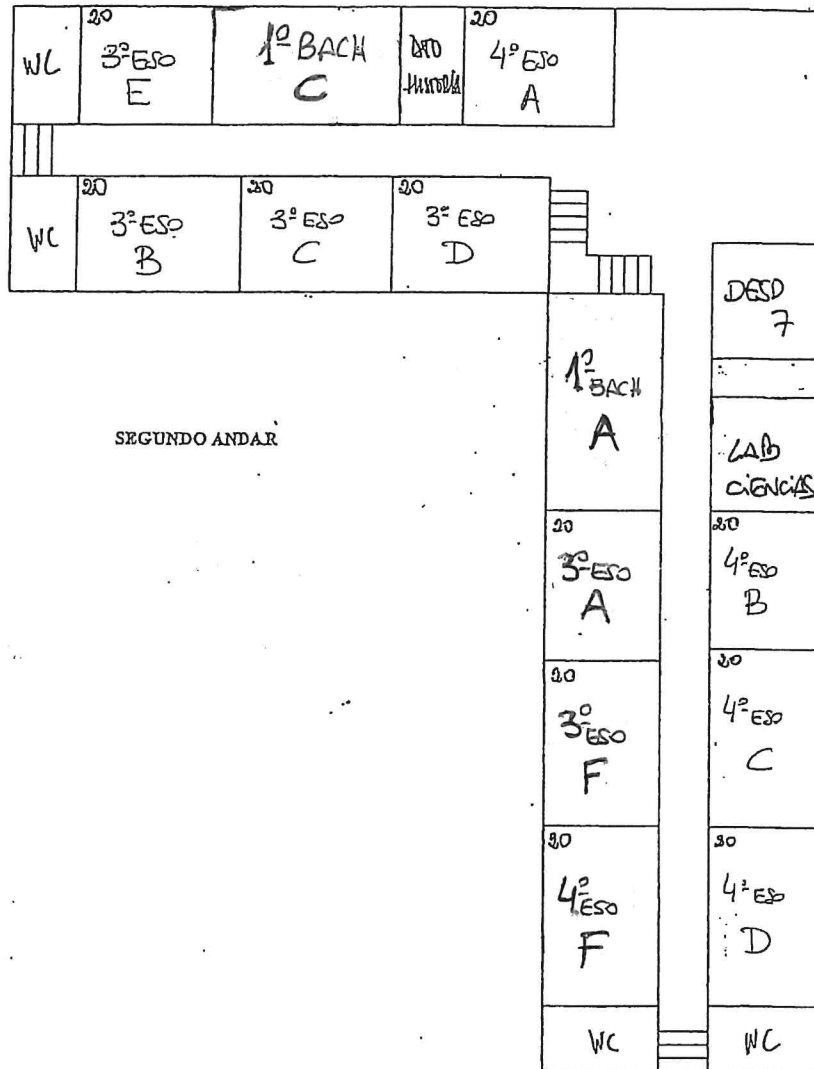 WC
20
3º ESO
E
1º BACH
C
DTO
HISTORIA
20
4º ESO
A
WC
20
3º ESO
B
20
3º ESO
C
20
3º ESO
D
DESD
7
1º
BACH
A
SEGUNDO ANDAR
LAB
CIENCIAS
20
3º ESO
A
20
4º ESO
B
20
3º
ESO
F
20
4º ESO
C
20
4º
ESO
F
20
4º ESO
D
WC
WC